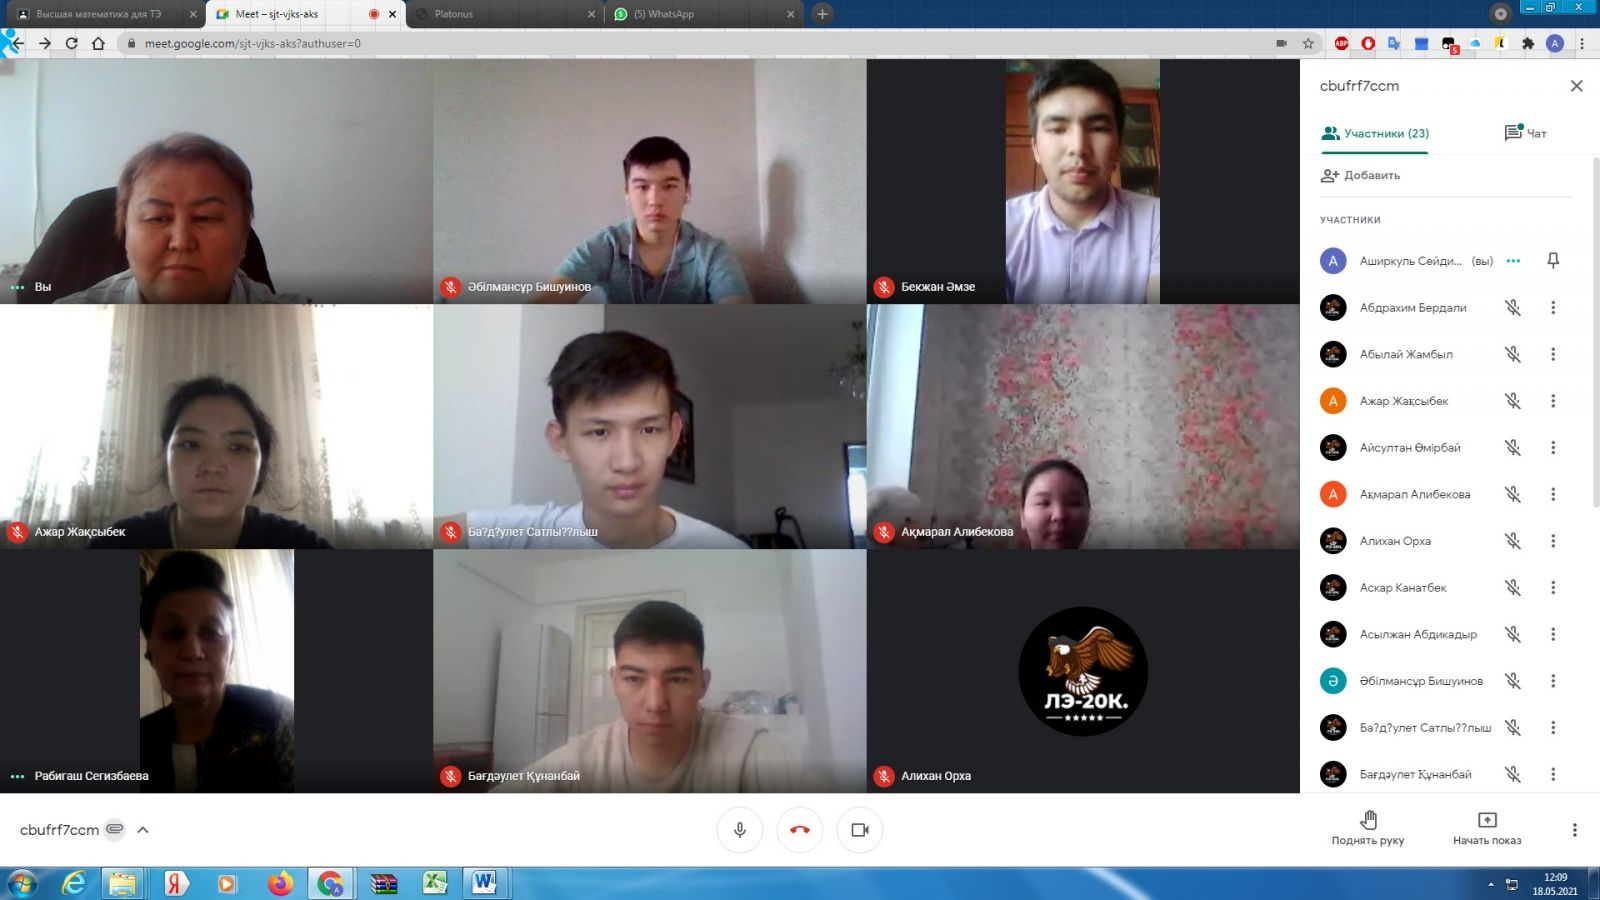 Высшая математика для ТЭ
Meet – sjt-vjks-aks
Platonus
(5) WhatsApp
meet.google.com/sjt-vjks-aks?authuser=0
ABP
5
A
Вы
Әбілмансұр Бишуинов
Бекжан Әмзе
Ажар Жақсыбек
Ба?д?улет Сатлы??лыш
Ақмарал Алибекова
Рабигаш Сегизбаева
Бағдәулет Құнанбай
ЛЭ-20К.
Алихан Орха
cbufrf7ccm
Участники (23)
Чат
Добавить
УЧАСТНИКИ
А Аширкуль Сейди... (вы)
Абдрахим Бердали
Абылай Жамбыл
А Ажар Жақсыбек
Айсултан Өмірбай
А Ақмарал Алибекова
Алихан Орха
Аскар Канатбек
Асылжан Абдикадыр
Ә Әбілмансұр Бишуинов
Ба?д?улет Сатлы??лыш
Бағдәулет Құнанбай
cbufrf7ccm
Поднять руку
Начать показ
12:09
18.05.2021